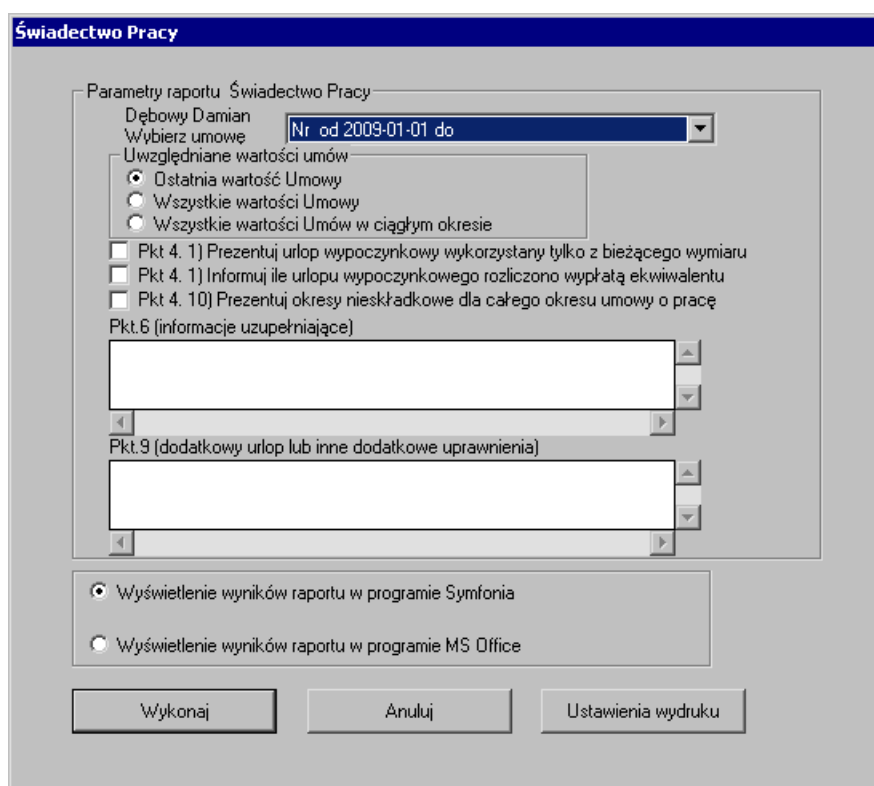 Świadectwo Pracy
Parametry raportu Świadectwo Pracy
Dębowy Damian
Wybierz umowę
Nr od 2009-01-01 do
Uwzględniane wartości umów
Ostatnia wartość Umowy
Wszystkie wartości Umowy
Wszystkie wartości Umów w ciągłym okresie
Pkt 4. 1) Prezentuj urlop wypoczynkowy wykorzystany tylko z bieżącego wymiaru
Pkt 4. 1) Informuj ile urlopu wypoczynkowego rozliczono wypłatą ekwiwalentu
Pkt 4. 10) Prezentuj okresy nieskładkowe dla całego okresu umowy o pracę
Pkt.6 (informacje uzupełniające)
Pkt.9 (dodatkowy urlop lub inne dodatkowe uprawnienia)
Wyświetlenie wyników raportu w programie Symfonia
Wyświetlenie wyników raportu w programie MS Office
Wykonaj Anuluj Ustawienia wydruku